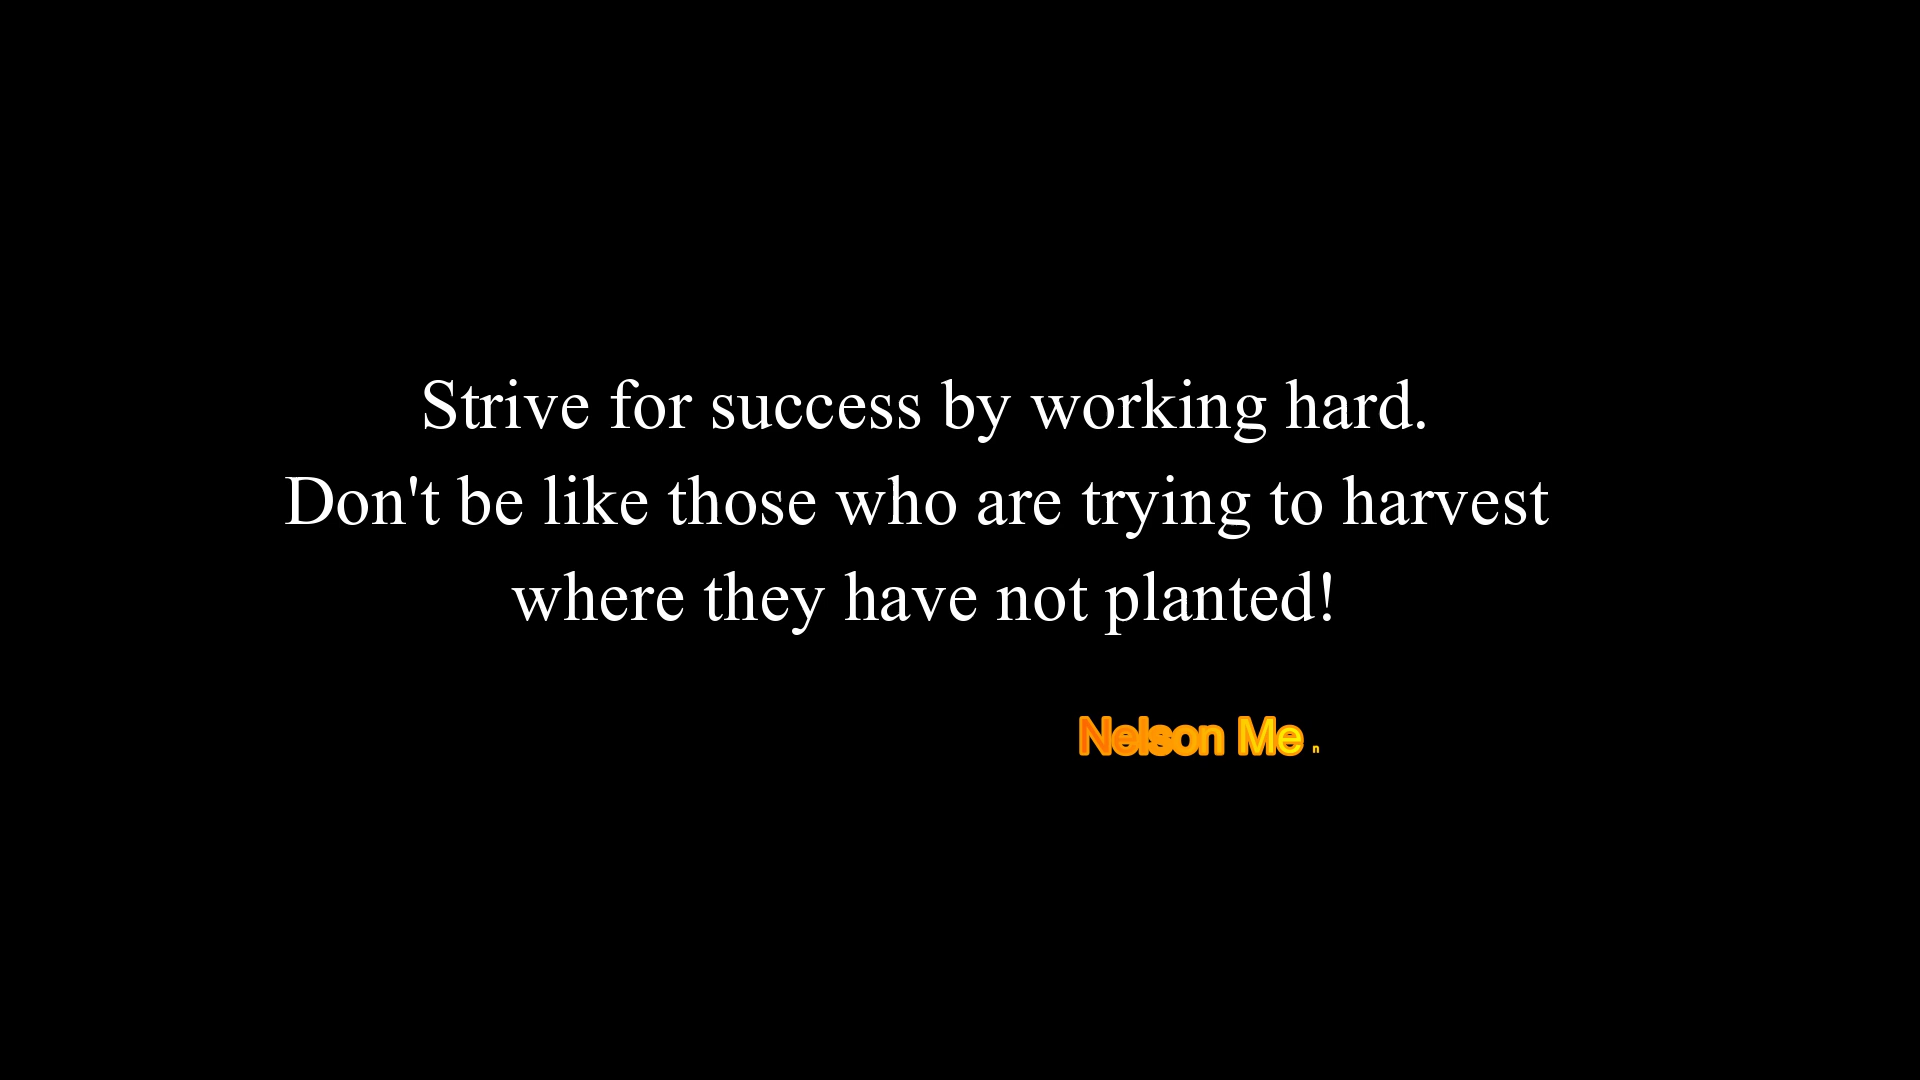 Strive for success by working hard.
Don't be like those who are trying to harvest
where they have not planted!
Nelson Me n